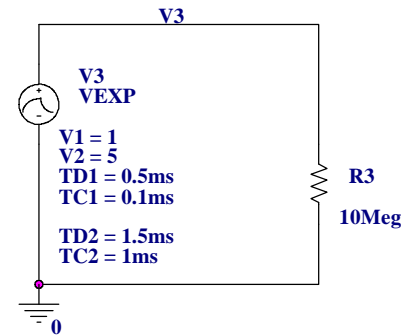 V3
V3
VEXP
V1 = 1
V2 = 5
TD1 = 0.5ms
TC1 = 0.1ms
TD2 = 1.5ms
TC2 = 1ms
R3
10Meg
0